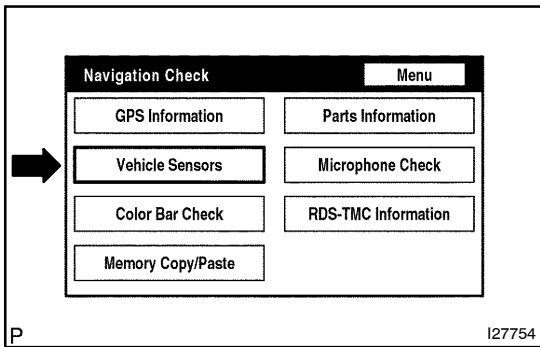 Navigation Check Menu
GPS Information Parts Information
Vehicle Sensors Microphone Check
Color Bar Check RDS-TMC Information
Memory Copy/Paste
P I27754